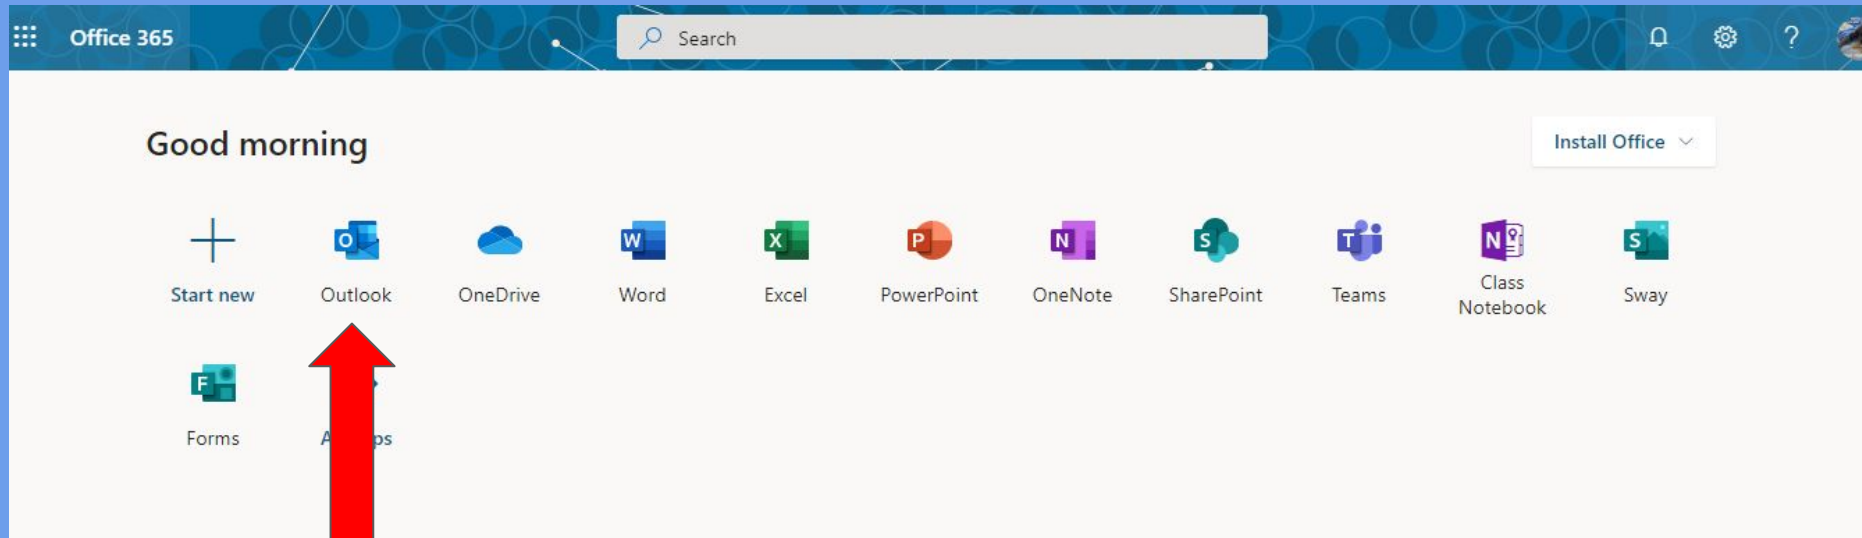 Office 365
Search
Good morning
Install Office
Start new
Outlook
OneDrive
Word
Excel
PowerPoint
OneNote
SharePoint
Teams
Class
Notebook
Sway
Forms